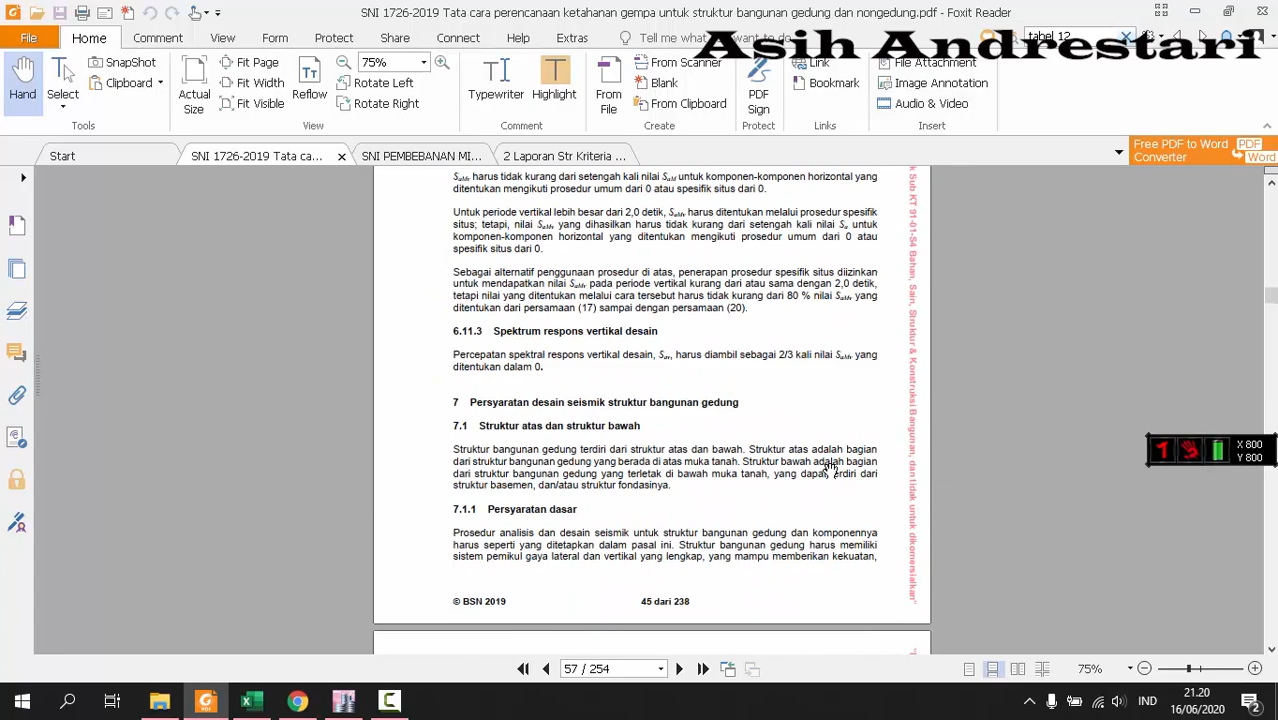 SNI 1726-2019 Tata cara perencanaan ketahanan gempa untuk struktur bangunan gedung dan nongedung.pdf - Foxit Reader
File Home Comment View Form Protect Share Connect Help Extras Tell me what you want to do... tabel 12
Asih Andrestari
Hand
Select
SnapShot
Clipboard
Actual Size
Fit Page
Fit Width
Fit Visible
Reflow
75%
Rotate Left
Rotate Right
Typewriter
Highlight
From File
From Scanner
Blank
From Clipboard
PDF Sign
Link
Bookmark
File Attachment
Image Annotation
Audio & Video
Tools View Comment Create Protect Links Insert
Start
SNI 1726-2019 Tata ca...
SNI PEMBEBANAN MI...
2 Laporan Str Kriteria ...
Free PDF to Word Converter
PDF
Word
harus tidak kurang dari setengah kali nilai SaM untuk komponen-komponen horizontal yang
ditentukan mengikuti prosedur umum dari 0 atau spesifik situs dari 0.
Untuk periode vertikal lebih besar dari 2,0 detik, SaMv harus ditentukan melalui prosedur spesifik
situs, tetapi nilai SaMv yang dihasilkan harus tidak kurang dari setengah kali nilai Sa untuk
komponen-komponen horizontal yang ditentukan mengikuti prosedur umum dari 0 atau
spesifik situs dari 0.
Sebagai alternatif penggunaan prosedur diatas, penerapan prosedur spesifik situs diizinkan
untuk mendapatkan nilai SaMv pada periode vertikal kurang dari atau sama dengan 2,0 detik,
tetapi nilai yang ditentukan melalui cara tersebut harus tidak kurang dari 80 % nilai SaMv yang
didapat dari persamaan (17) sampai dengan persamaan (20).
6.11.2 Spektrum respons vertikal desain
Percepatan spektral respons vertikal desain, Sav, harus diambil sebagai 2/3 kali nilai SaMv yang
ditentukan dalam 0.
7 Persyaratan desain seismik struktur bangunan gedung
7.1 Struktur atas dan struktur bawah
Struktur bangunan gedung terdiri dari struktur atas dan bawah. Struktur atas adalah bagian
dari struktur bangunan gedung yang berada di atas muka tanah. Struktur bawah adalah bagian
dari struktur bangunan gedung yang terletak di bawah muka tanah, yang dapat terdiri dari
struktur basemen, dan/atau struktur fondasinya.
7.1.1 Persyaratan dasar
Prosedur analisis dan desain seismik untuk struktur bangunan gedung dan komponennya
harus seperti yang ditetapkan dalam pasal ini. Struktur bangunan gedung harus memiliki
sistem pemikul gaya lateral dan vertikal yang lengkap, yang mampu memberikan kekuatan,
© BSN 2019 45 dari 238
X 800
Y 800
57 / 254
75%
IND
21.20
16/06/2020
2